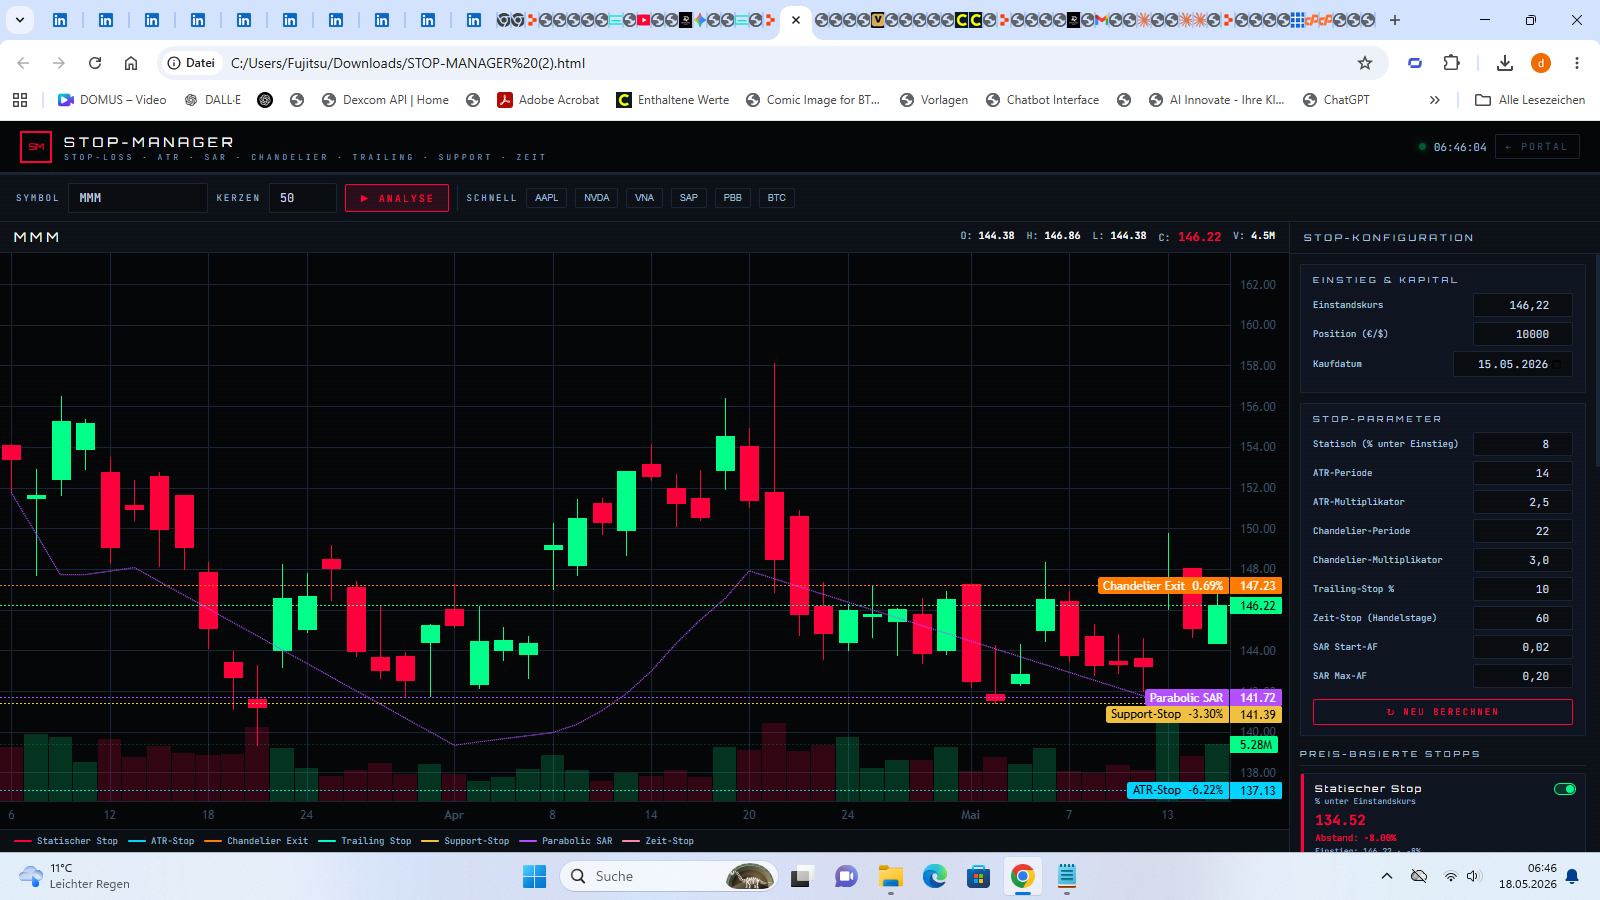 Datei
C:/Users/Fujitsu/Downloads/STOP-MANAGER%20(2).html
d
DOMUS – Video
DALL·E
Dexcom API | Home
Adobe Acrobat
Enthaltene Werte
Comic Image for BT...
Vorlagen
Chatbot Interface
AI Innovate - Ihre KI...
ChatGPT
Alle Lesezeichen
SM
STOP-MANAGER
STOP-LOSS · ATR · SAR · CHANDELIER · TRAILING · SUPPORT · ZEIT
06:46:04
← PORTAL
SYMBOL
MMM
KERZEN
50
▶ ANALYSE
SCHNELL
AAPL
NVDA
VNA
SAP
PBB
BTC
MMM
O: 144.38 H: 146.86 L: 144.38 C: 146.22 V: 4.5M
162.00
160.00
158.00
156.00
154.00
152.00
150.00
148.00
Chandelier Exit 0.69% 147.23
146.22
144.00
Parabolic SAR 141.72
Support-Stop -3.30% 141.39
140.00
5.28M
138.00
ATR-Stop -6.22% 137.13
6 12 18 24 Apr 8 14 20 24 Mai 7 13
Statischer Stop
ATR-Stop
Chandelier Exit
Trailing Stop
Support-Stop
Parabolic SAR
Zeit-Stop
STOP-KONFIGURATION
EINSTIEG & KAPITAL
Einstandskurs 146,22
Position (€/$) 10000
Kaufdatum 15.05.2026
STOP-PARAMETER
Statisch (% unter Einstieg) 8
ATR-Periode 14
ATR-Multiplikator 2,5
Chandelier-Periode 22
Chandelier-Multiplikator 3,0
Trailing-Stop % 10
Zeit-Stop (Handelstage) 60
SAR Start-AF 0,02
SAR Max-AF 0,20
↻ NEU BERECHNEN
PREIS-BASIERTE STOPPS
Statischer Stop
% unter Einstandskurs
134.52
Abstand: -8.00%
Einstieg: 146.22 · -8%
11°C
Leichter Regen
Suche
06:46
18.05.2026